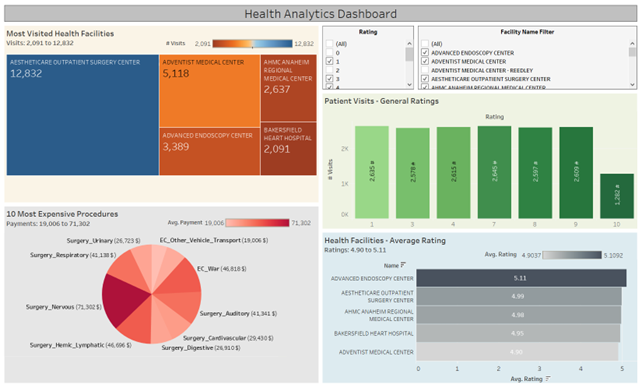 Health Analytics Dashboard
Most Visited Health Facilities
Visits: 2,091 to 12,832
# Visits 2,091 12,832
AESTHETICARE OUTPATIENT SURGERY CENTER
12,832
ADVENTIST MEDICAL CENTER
5,118
ADVANCED ENDOSCOPY CENTER
3,389
AHMC ANAHEIM
REGIONAL
MEDICAL CENTER
2,637
BAKERSFIELD
HEART HOSPITAL
2,091
Rating
(All)
0
1
2
3
4
Facility Name Filter
(All)
ADVANCED ENDOSCOPY CENTER
ADVENTIST MEDICAL CENTER
ADVENTIST MEDICAL CENTER - REEDLEY
AESTHETICARE OUTPATIENT SURGERY CENTER
AHMC ANAHEIM REGIONAL MEDICAL CENTER
Patient Visits - General Ratings
Rating
# Visits
2K
1K
0K
2,635 #
2,578 #
2,615 #
2,645 #
2,597 #
2,609 #
1,282 #
1
3
4
7
8
9
10
10 Most Expensive Procedures
Payments: 19,006 to 71,302
Avg. Payment 19,006 71,302
Surgery_Urinary (26,723 $)
EC_Other_Vehicle_Transport (19,006 $)
Surgery_Respiratory (41,138 $)
EC_War (46,818 $)
Surgery_Nervous (71,302 $)
Surgery_Auditory (41,341 $)
Surgery_Cardivascular (29,430 $)
Surgery_Hemic_Lymphatic (46,696 $)
Surgery_Digestive (26,910 $)
Health Facilities - Average Rating
Ratings: 4.90 to 5.11
Avg. Rating 4.9037 5.1092
Name
ADVANCED ENDOSCOPY CENTER
5.11
AESTHETICARE OUTPATIENT
SURGERY CENTER
4.99
AHMC ANAHEIM REGIONAL
MEDICAL CENTER
4.98
BAKERSFIELD HEART HOSPITAL
4.95
ADVENTIST MEDICAL CENTER
4.90
0 1 2 3 4 5
Avg. Rating